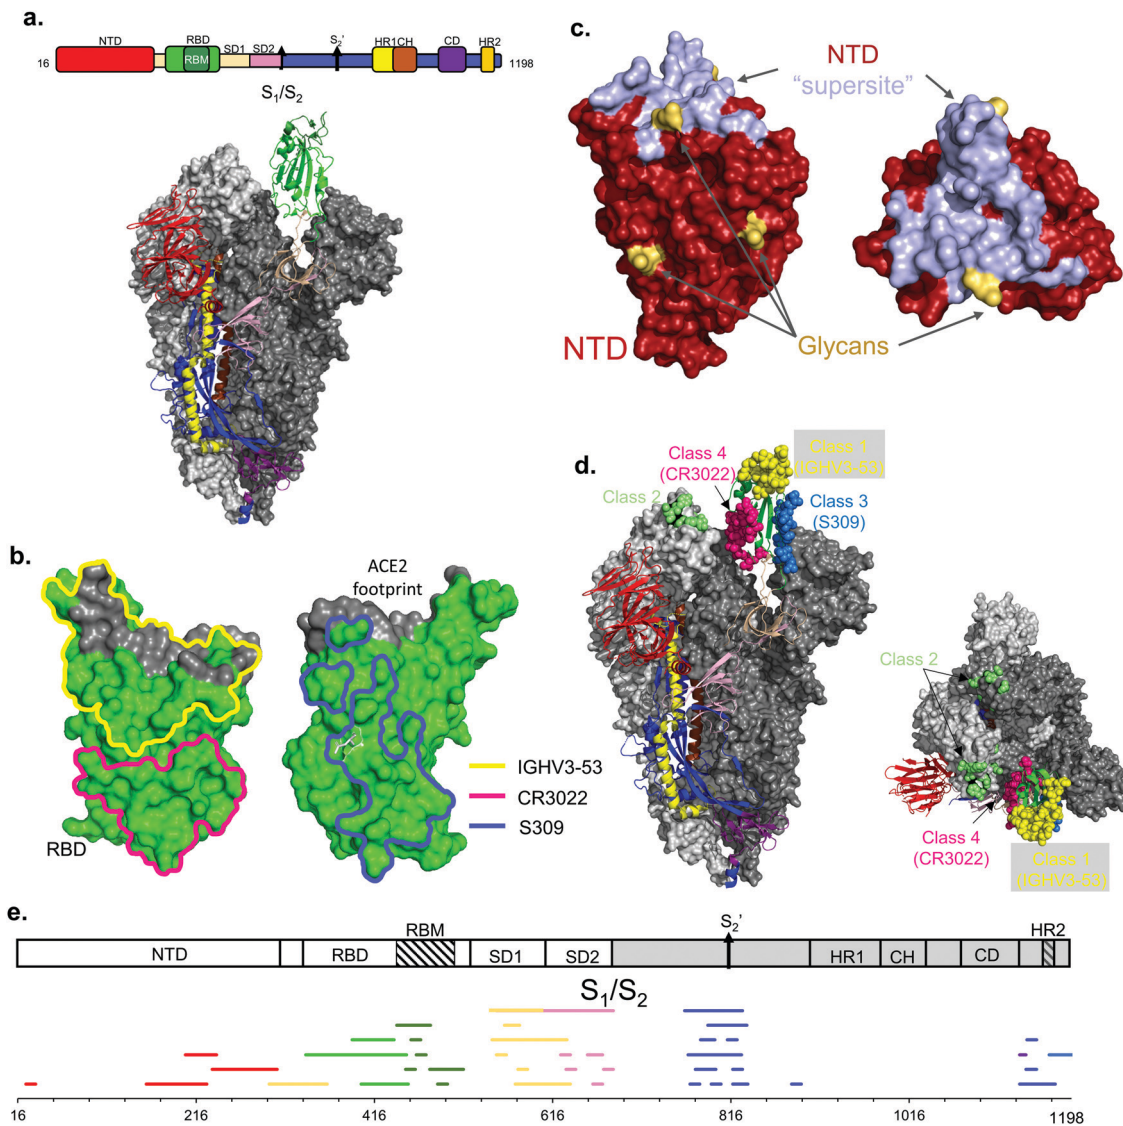 a.
NTD
RBD
RBM
SD1
SD2
S2'
HR1
CH
CD
HR2
16
1198
S1/S2
c.
NTD
"supersite"
NTD
Glycans
b.
ACE2
footprint
RBD
IGHV3-53
CR3022
S309
d.
Class 1
(IGHV3-53)
Class 4
(CR3022)
Class 2
Class 3
(S309)
Class 2
Class 4
(CR3022)
Class 1
(IGHV3-53)
e.
RBM
S2'
HR2
NTD
RBD
SD1
SD2
HR1
CH
CD
S1/S2
16
216
416
616
816
1016
1198